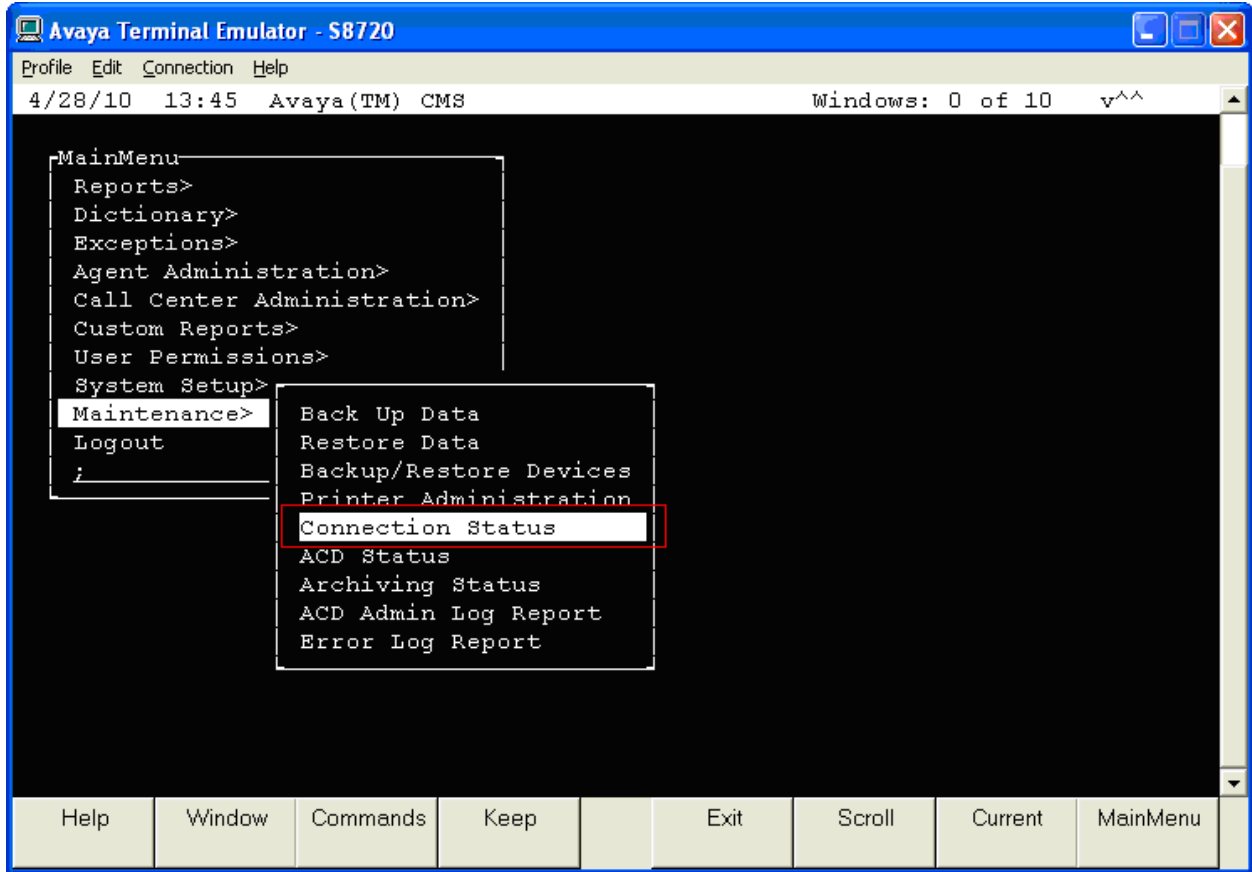 Avaya Terminal Emulator - S8720
Profile Edit Connection Help
4/28/10 13:45 Avaya(TM) CMS Windows: 0 of 10 v^^
MainMenu
Reports>
Dictionary>
Exceptions>
Agent Administration>
Call Center Administration>
Custom Reports>
User Permissions>
System Setup>
Maintenance>
Logout
;
Back Up Data
Restore Data
Backup/Restore Devices
Printer Administration
Connection Status
ACD Status
Archiving Status
ACD Admin Log Report
Error Log Report
Help Window Commands Keep Exit Scroll Current MainMenu